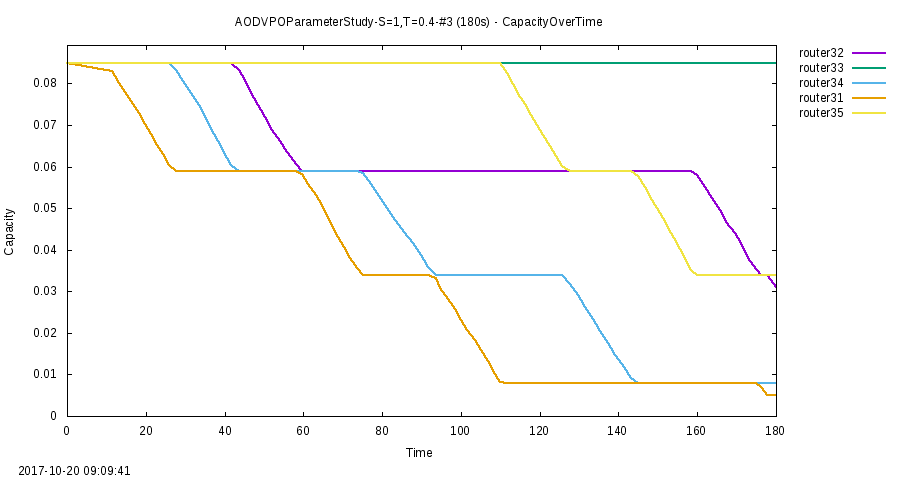 AODVPOParameterStudy-S=1,T=0.4-#3 (180s) - CapacityOverTime
router32
router33
router34
router31
router35
0.08
0.07
0.06
0.05
0.04
0.03
0.02
0.01
0
Capacity
0 20 40 60 80 100 120 140 160 180
Time
2017-10-20 09:09:41